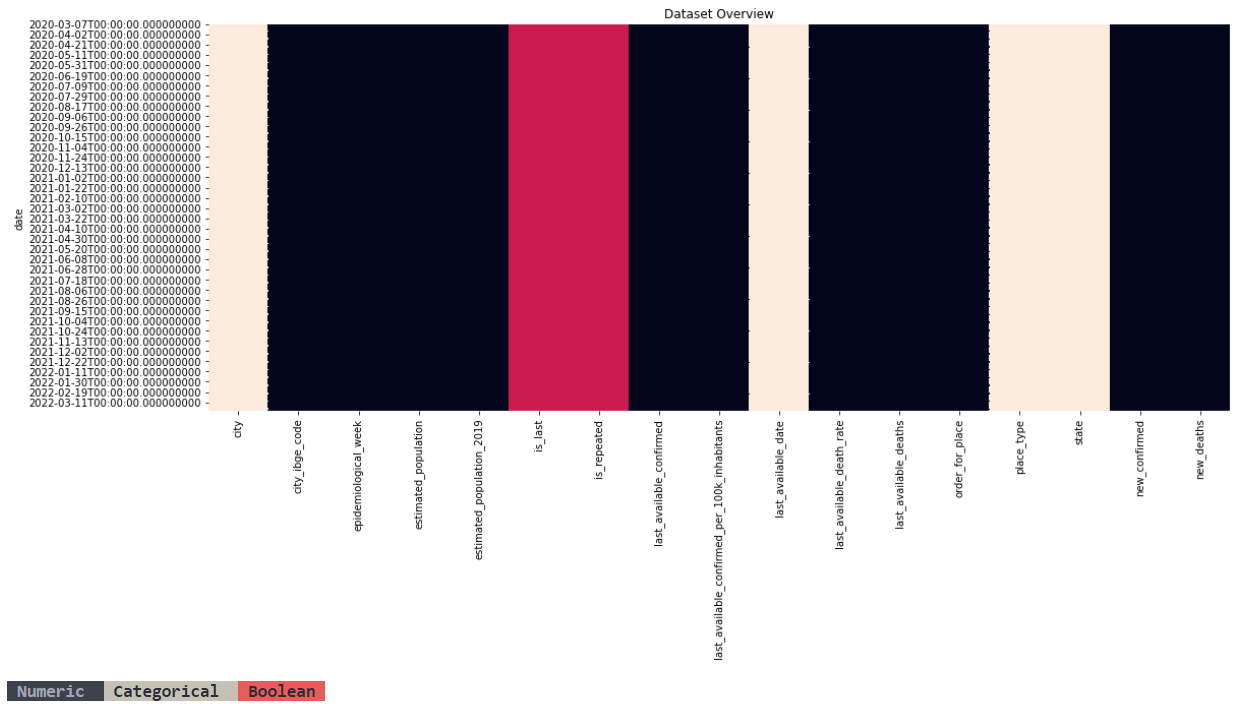 Dataset Overview
2020-03-07T00:00:00.000000000
2020-04-02T00:00:00.000000000
2020-04-21T00:00:00.000000000
2020-05-11T00:00:00.000000000
2020-05-31T00:00:00.000000000
2020-06-19T00:00:00.000000000
2020-07-09T00:00:00.000000000
2020-07-29T00:00:00.000000000
2020-08-17T00:00:00.000000000
2020-09-06T00:00:00.000000000
2020-09-26T00:00:00.000000000
2020-10-15T00:00:00.000000000
2020-11-04T00:00:00.000000000
2020-11-24T00:00:00.000000000
2020-12-13T00:00:00.000000000
2021-01-02T00:00:00.000000000
2021-01-22T00:00:00.000000000
2021-02-10T00:00:00.000000000
2021-03-02T00:00:00.000000000
2021-03-22T00:00:00.000000000
2021-04-10T00:00:00.000000000
2021-04-30T00:00:00.000000000
2021-05-20T00:00:00.000000000
2021-06-08T00:00:00.000000000
2021-06-28T00:00:00.000000000
2021-07-18T00:00:00.000000000
2021-08-06T00:00:00.000000000
2021-08-26T00:00:00.000000000
2021-09-15T00:00:00.000000000
2021-10-04T00:00:00.000000000
2021-10-24T00:00:00.000000000
2021-11-13T00:00:00.000000000
2021-12-02T00:00:00.000000000
2021-12-22T00:00:00.000000000
2022-01-11T00:00:00.000000000
2022-01-30T00:00:00.000000000
2022-02-19T00:00:00.000000000
2022-03-11T00:00:00.000000000
date
city
city_ibge_code
epidemiological_week
estimated_population
estimated_population_2019
is_last
is_repeated
last_available_confirmed
last_available_confirmed_per_100k_inhabitants
last_available_date
last_available_death_rate
last_available_deaths
order_for_place
place_type
state
new_confirmed
new_deaths
Numeric Categorical Boolean